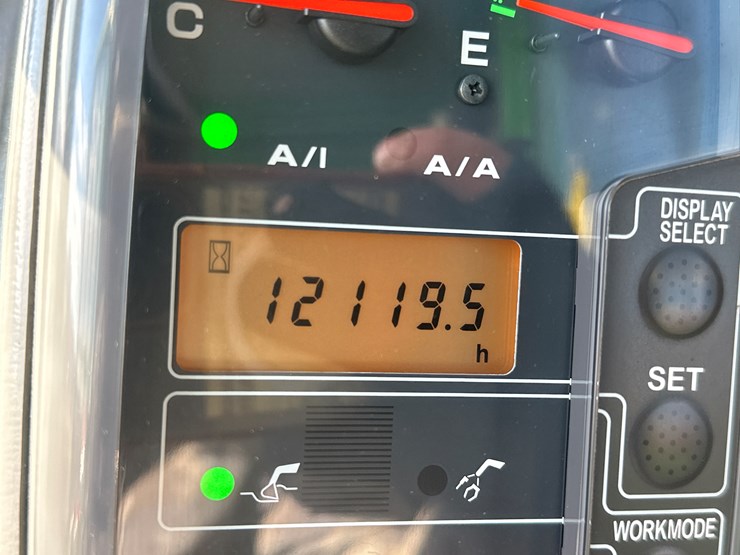 C
E
A/I
A/A
DISPLAY
SELECT
12119.5
h
SET
WORKMODE